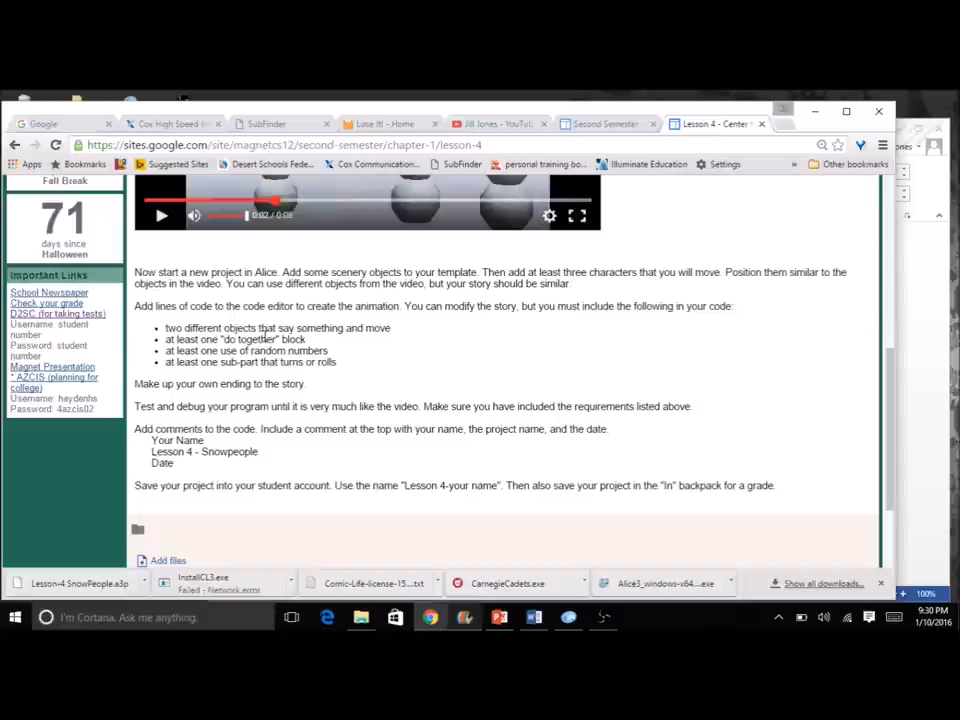 Google
Cox High Speed
SubFinder
Lose It! - Home
Jill Jones - YouTub
Second Semester
Lesson 4 - Center
https://sites.google.com/site/magnetcs12/second-semester/chapter-1/lesson-4
Apps
Bookmarks
Suggested Sites
Desert Schools Fede...
Cox Communication...
SubFinder
personal training bo...
Illuminate Education
Settings
»
Other bookmarks
Fall Break
71
days since
Halloween
Important Links
School Newspaper
Check your grade
D2SC (for taking tests)
Username: student
number
Password: student
number
Magnet Presentation
* AZCIS (planning for
college)
Username: haydenhs
Password: 4azcis02
0:02 / 0:08
Now start a new project in Alice. Add some scenery objects to your template. Then add at least three characters that you will move. Position them similar to the
objects in the video. You can use different objects from the video, but your story should be similar.
Add lines of code to the code editor to create the animation. You can modify the story, but you must include the following in your code:
• two different objects that say something and move
• at least one "do together" block
• at least one use of random numbers
• at least one sub-part that turns or rolls
Make up your own ending to the story.
Test and debug your program until it is very much like the video. Make sure you have included the requirements listed above.
Add comments to the code. Include a comment at the top with your name, the project name, and the date.
Your Name
Lesson 4 - Snowpeople
Date
Save your project into your student account. Use the name "Lesson 4-your name". Then also save your project in the "In" backpack for a grade.
Add files
Lesson-4 SnowPeople.a3p
InstallCL3.exe
Failed - Network error
Comic-Life-license-15....txt
CarnegieCadets.exe
Alice3_windows-x64....exe
Show all downloads...
100%
I'm Cortana. Ask me anything.
9:30 PM
1/10/2016